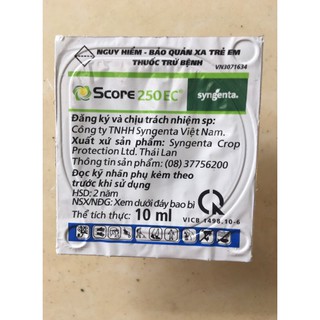 NGUY HIỂM - BẢO QUẢN XA TRẺ EM
THUỐC TRỪ BỆNH
VN3071634
Score 250EC
syngenta.
Đăng ký và chịu trách nhiệm sp:
Công ty TNHH Syngenta Việt Nam.
Xuất xứ sản phẩm: Syngenta Crop
Protection Ltd. Thái Lan
Thông tin sản phẩm: (08) 37756200
Đọc kỹ nhãn phụ kèm theo
trước khi sử dụng
HSD: 2 năm
NSX/NĐG: Xem dưới đáy bao bì
Thể tích thực: 10 ml
VICB 1498.10-6